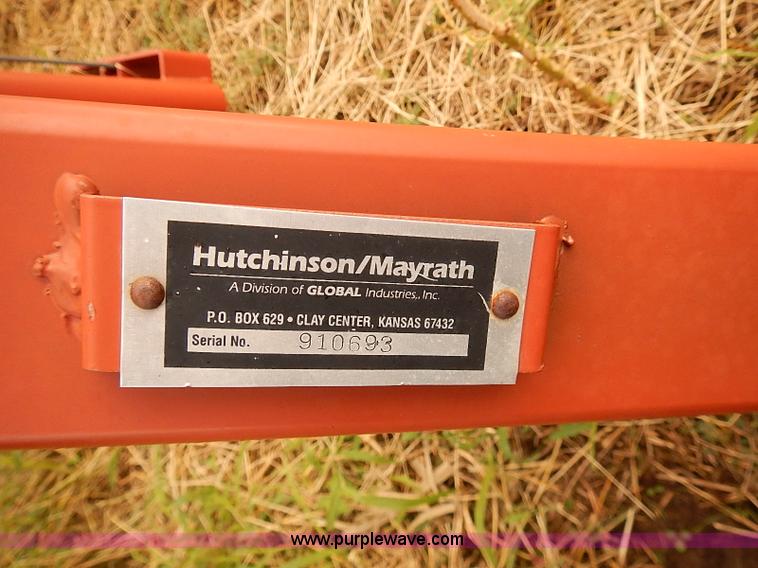 Hutchinson/Mayrath
A Division of GLOBAL Industries, Inc.
P.O. BOX 629 • CLAY CENTER, KANSAS 67432
Serial No. 910693
www.purplewave.com